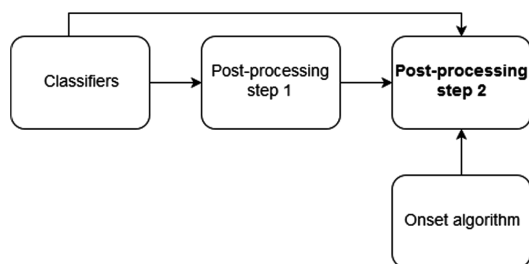 Classifiers
Post-processing
step 1
Post-processing
step 2
Onset algorithm